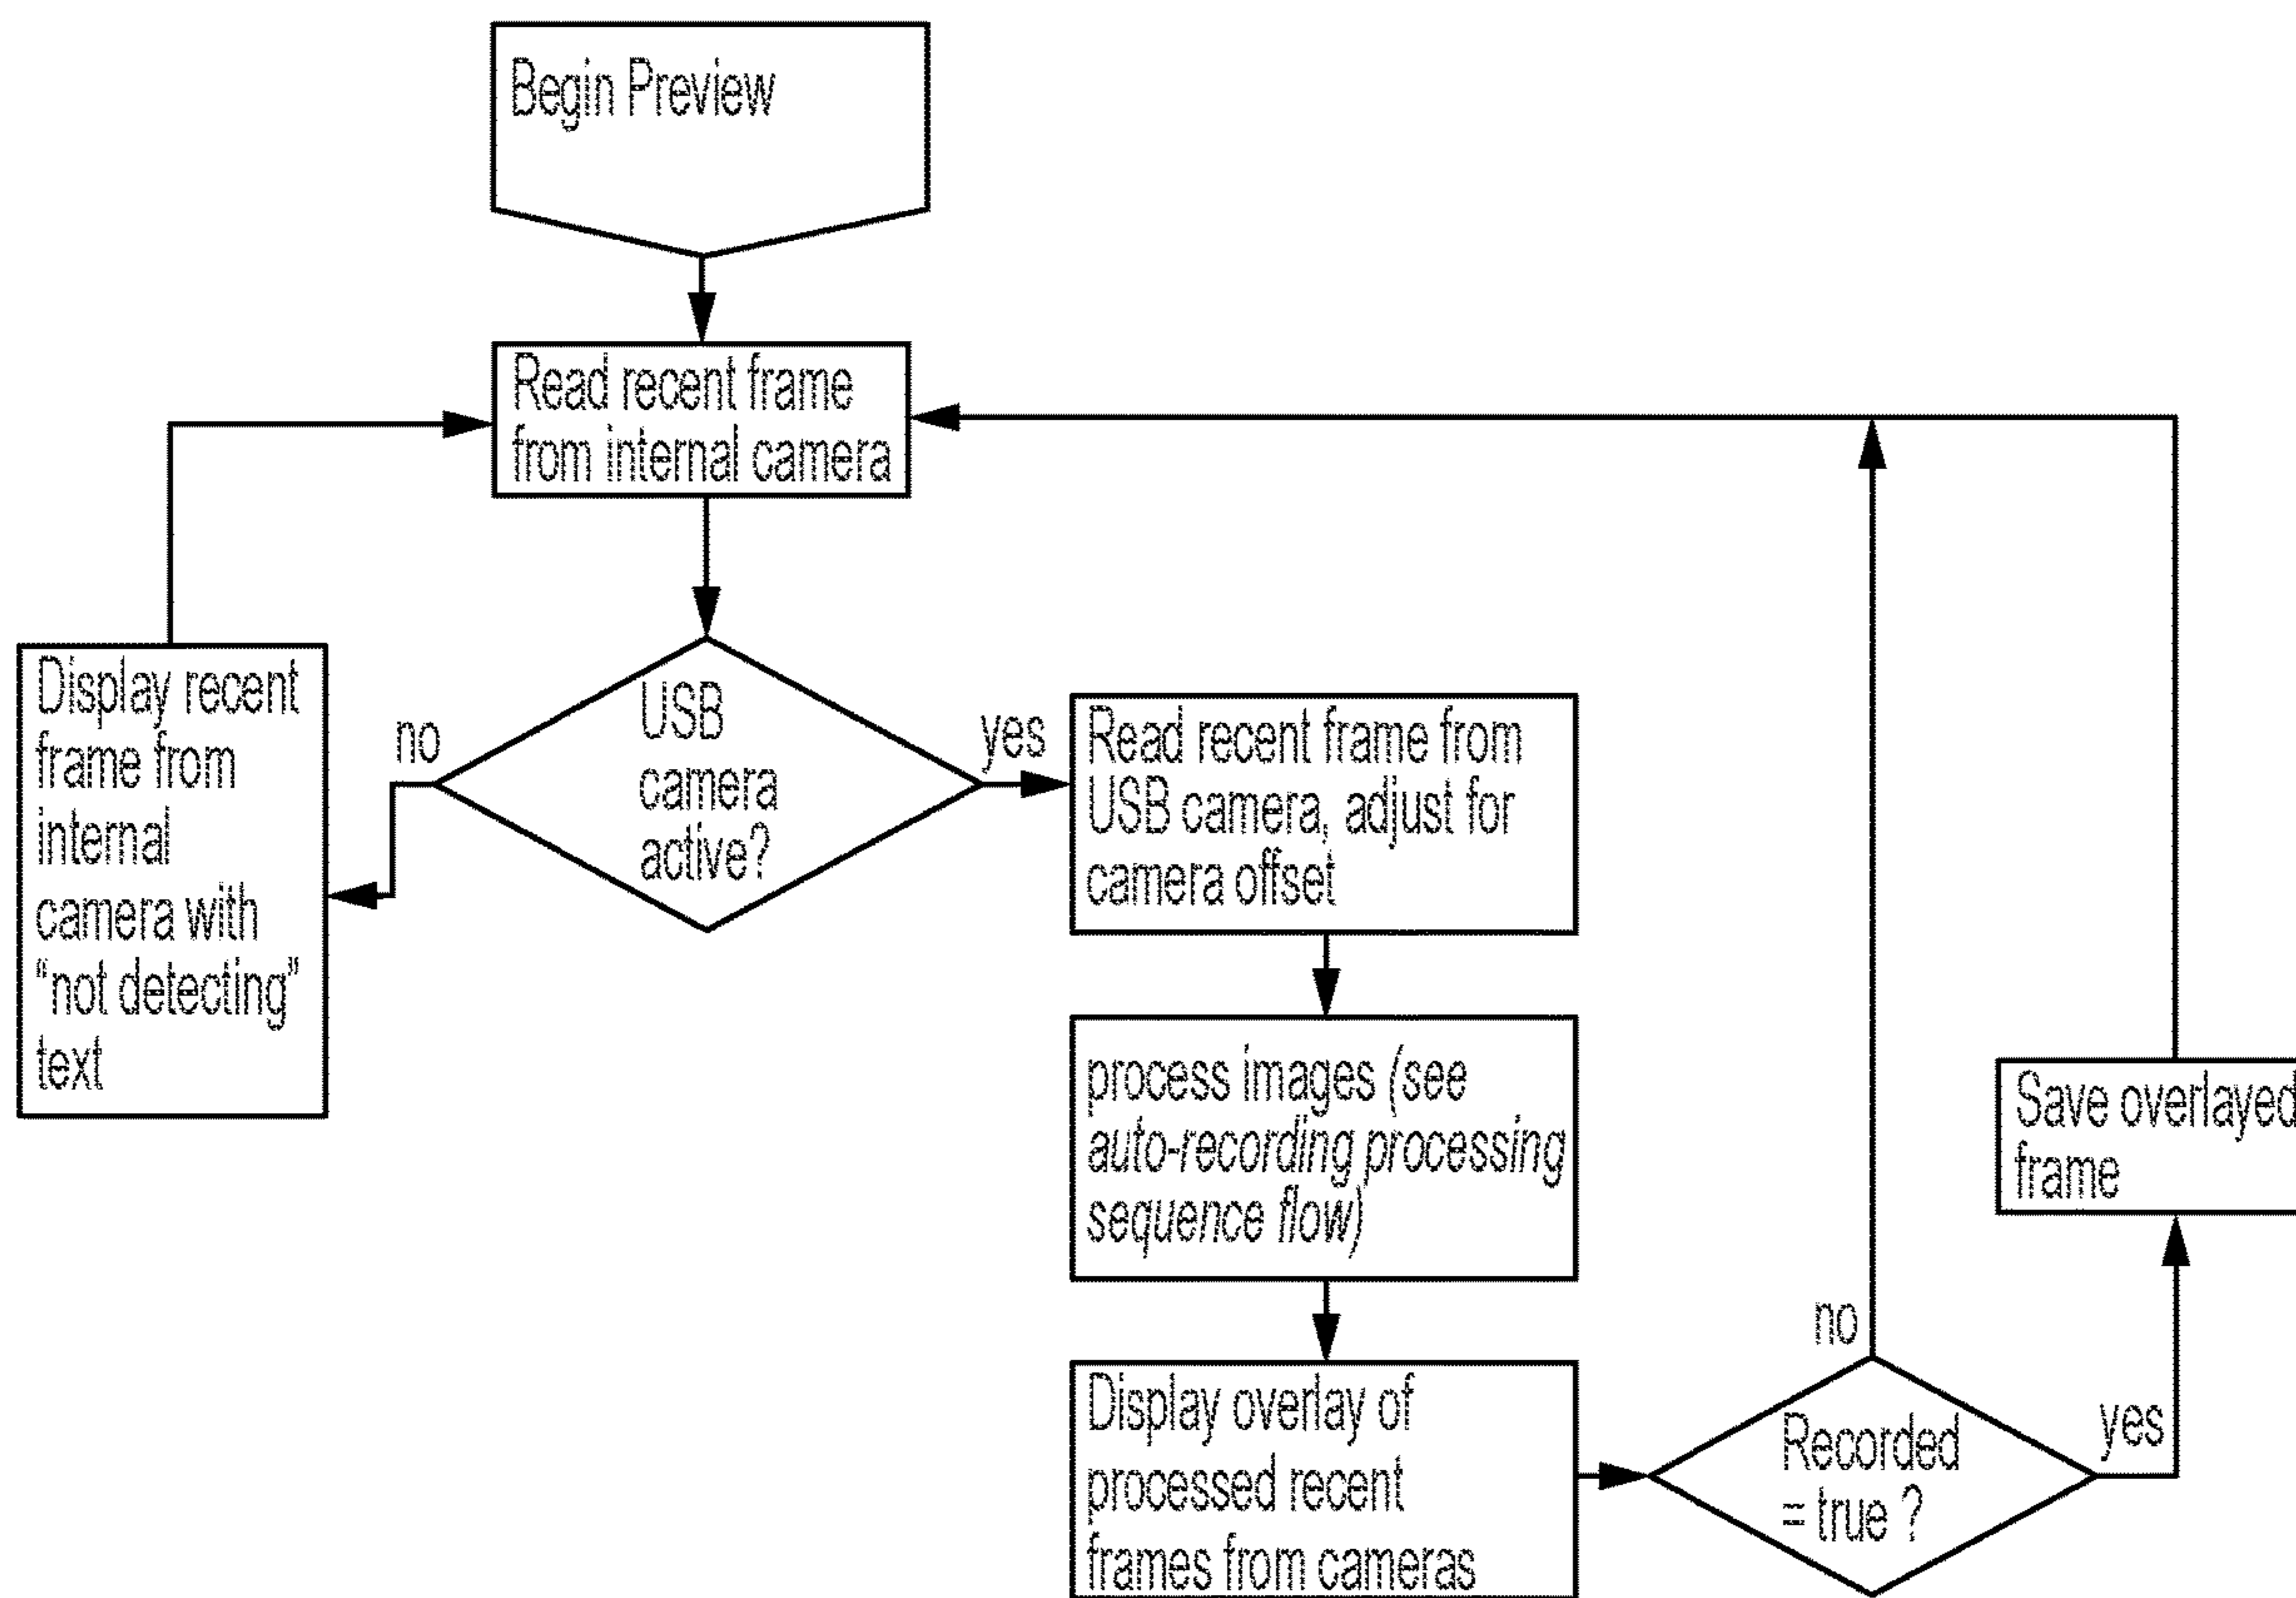 Begin Preview
Read recent frame
from internal camera
Display recent
frame from
internal
camera with
“not detecting”
text
no
USB
camera
active?
yes
Read recent frame from
USB camera, adjust for
camera offset
process images (see
auto-recording processing
sequence flow)
Display overlay of
processed recent
frames from cameras
no
Recorded
= true ?
yes
Save overlayed
frame